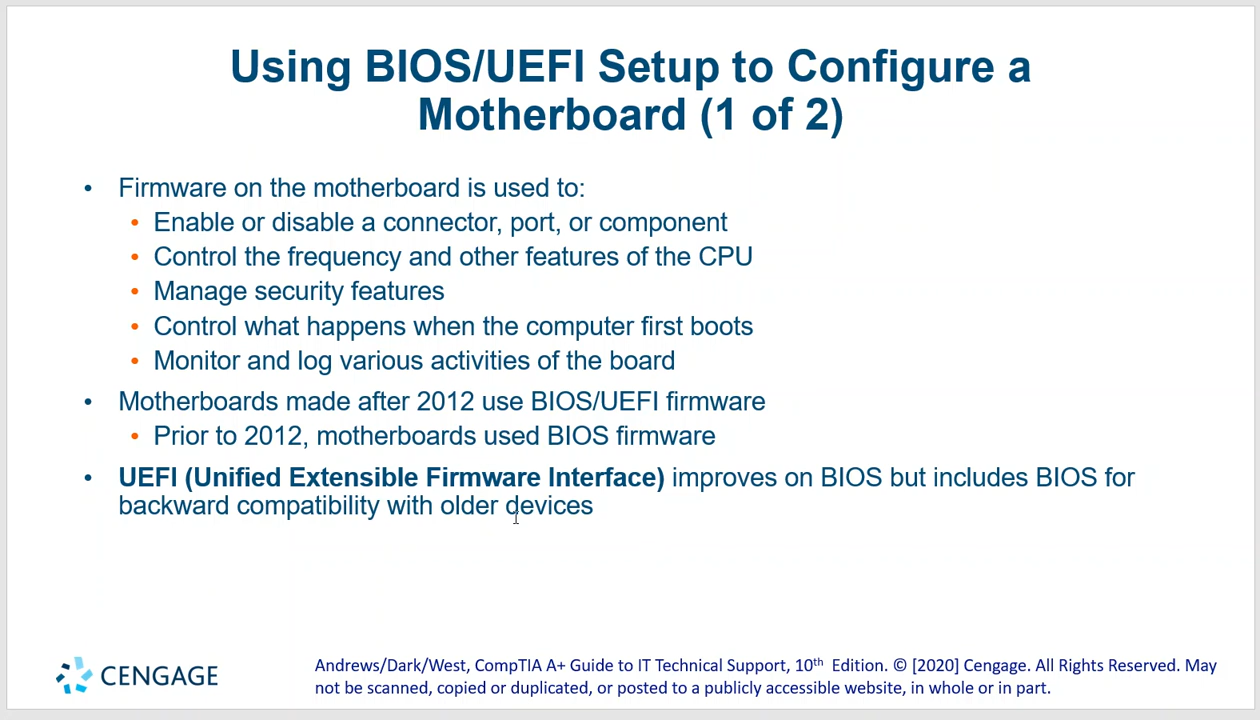 Using BIOS/UEFI Setup to Configure a
Motherboard (1 of 2)
• Firmware on the motherboard is used to:
• Enable or disable a connector, port, or component
• Control the frequency and other features of the CPU
• Manage security features
• Control what happens when the computer first boots
• Monitor and log various activities of the board
• Motherboards made after 2012 use BIOS/UEFI firmware
• Prior to 2012, motherboards used BIOS firmware
• UEFI (Unified Extensible Firmware Interface) improves on BIOS but includes BIOS for
backward compatibility with older devices
CENGAGE
Andrews/Dark/West, CompTIA A+ Guide to IT Technical Support, 10th Edition. © [2020] Cengage. All Rights Reserved. May
not be scanned, copied or duplicated, or posted to a publicly accessible website, in whole or in part.